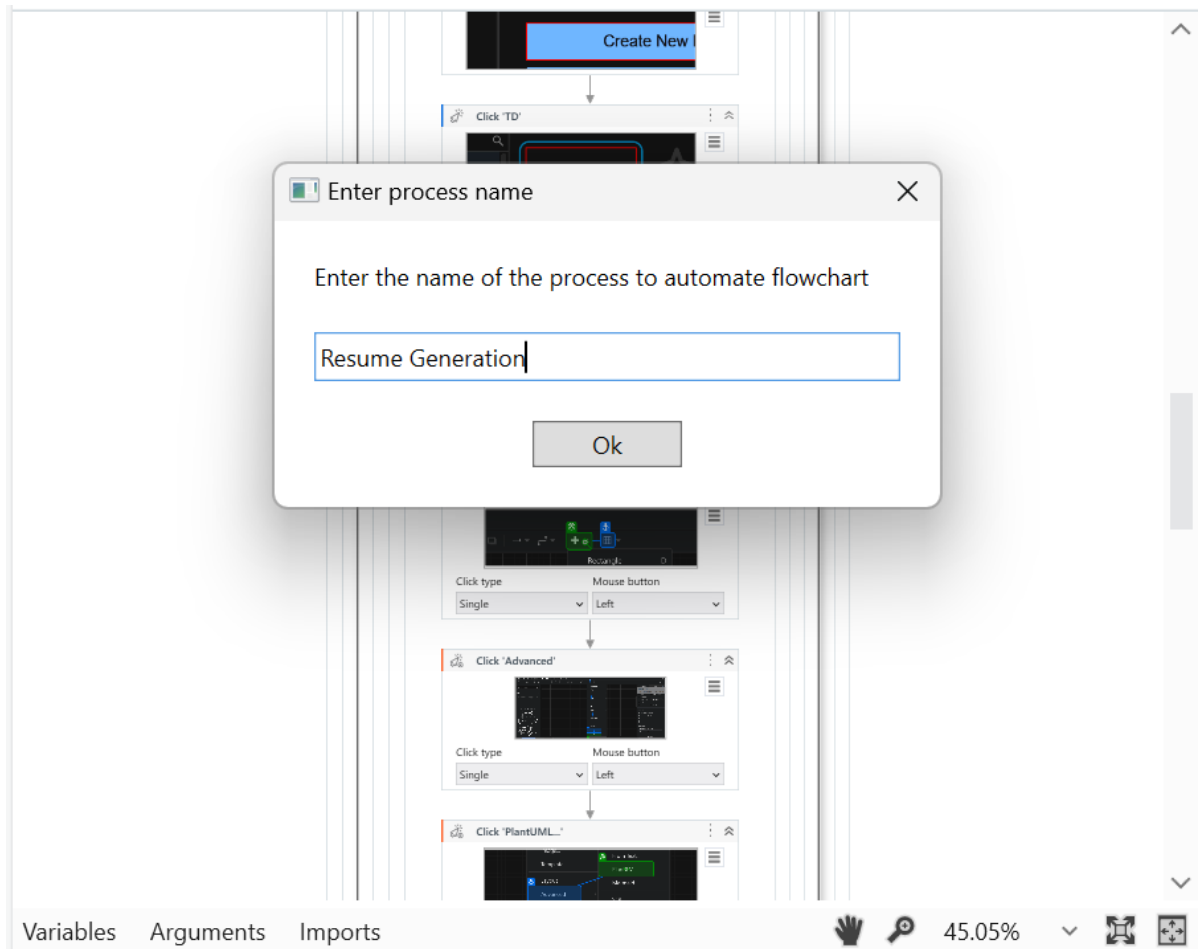 Create New
Click 'TD'
Enter process name
Enter the name of the process to automate flowchart
Resume Generation
Ok
Rectangle
Click type Mouse button
Single Left
Click 'Advanced'
Click type Mouse button
Single Left
Click 'PlantUML...'
Template
Advanced
Variables Arguments Imports 45.05%